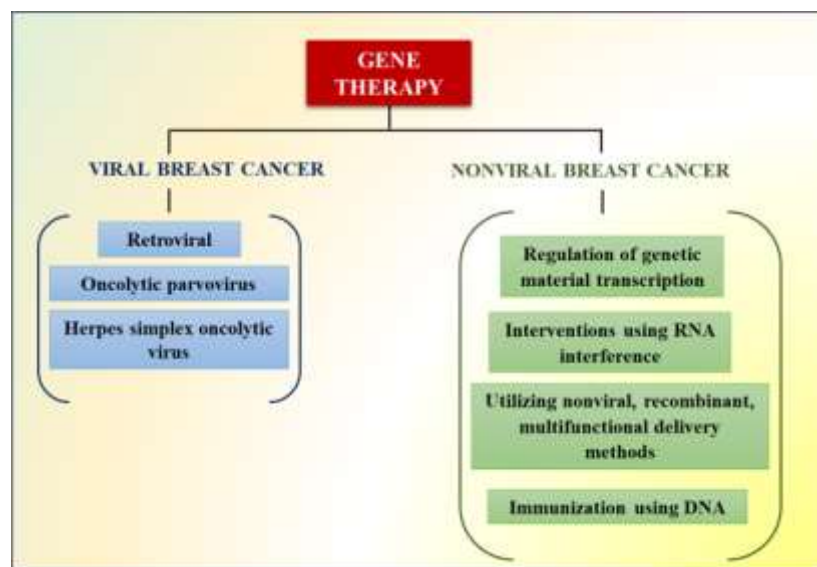 GENE
THERAPY
VIRAL BREAST CANCER
Retroviral
Oncolytic parvovirus
Herpes simplex oncolytic
virus
NONVIRAL BREAST CANCER
Regulation of genetic
material transcription
Interventions using RNA
interference
Utilizing nonviral, recombinant,
multifunctional delivery
methods
Immunization using DNA